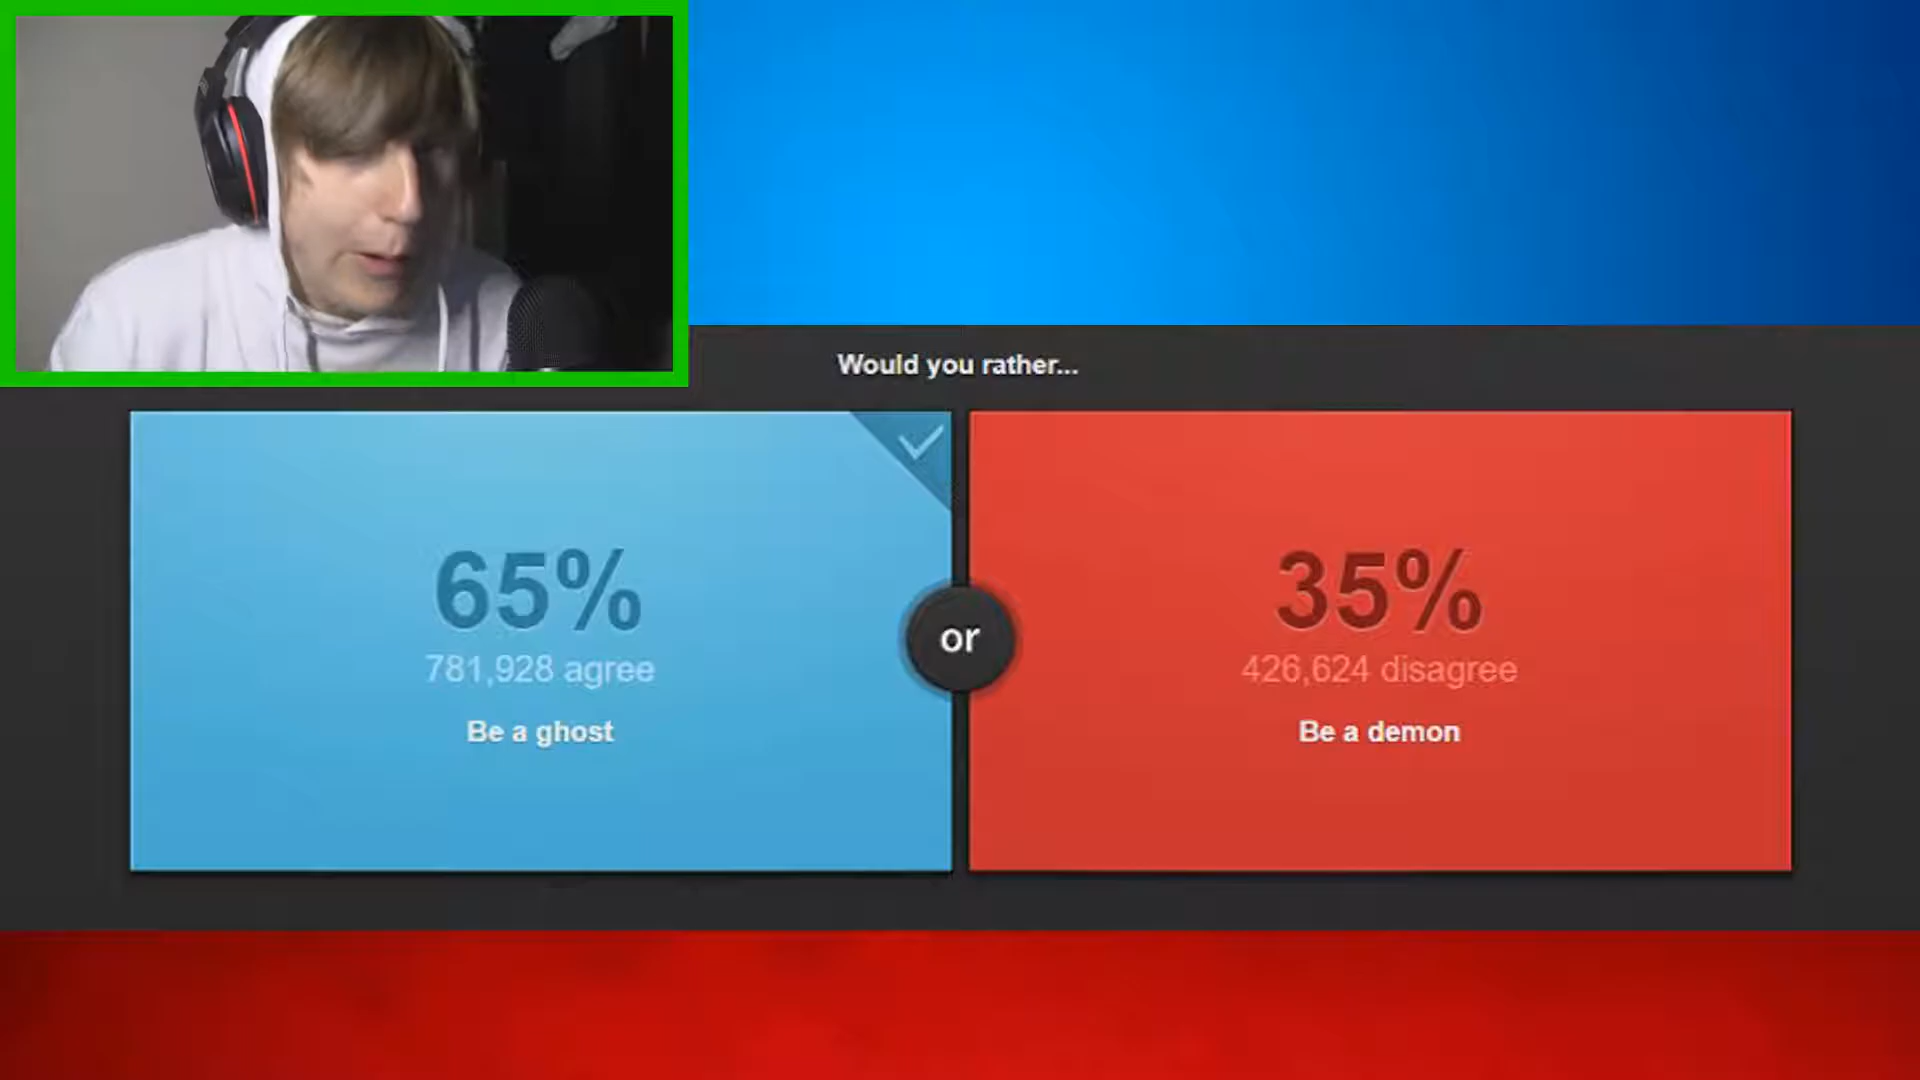 Would you rather...
65%
781,928 agree
Be a ghost
or
35%
426,624 disagree
Be a demon